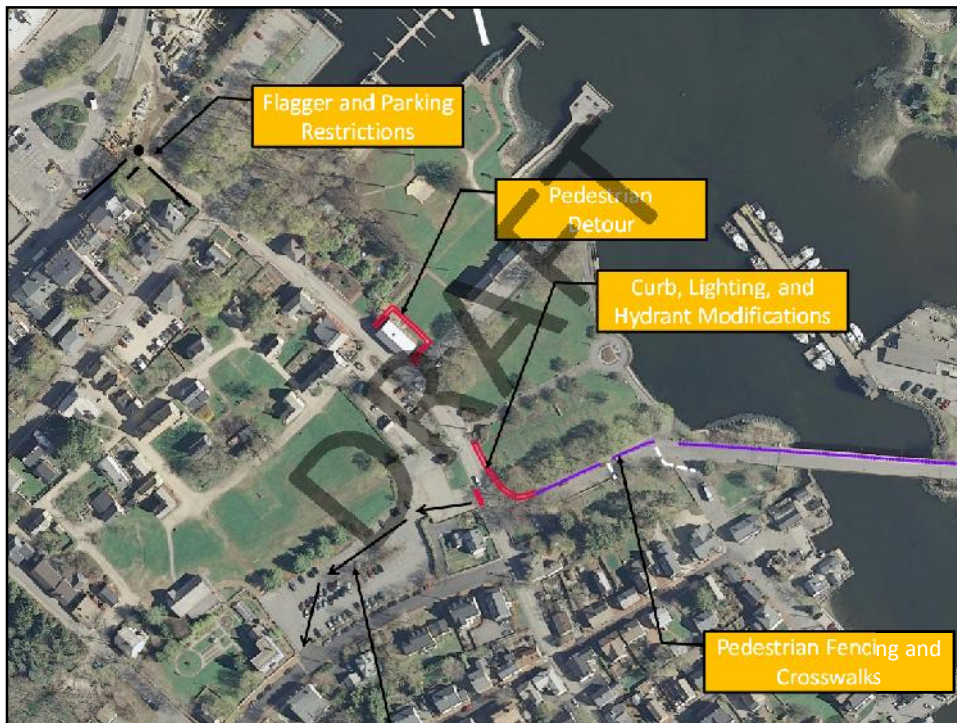 Flagger and Parking
Restrictions
Pedestrian
Detour
Curb, Lighting, and
Hydrant Modifications
DRAFT
Pedestrian Fencing and
Crosswalks